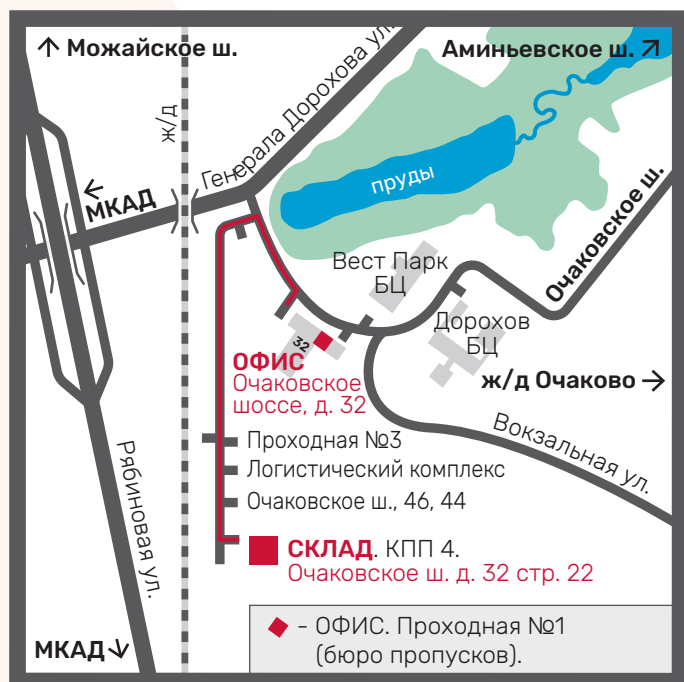 Можайское ш.
Аминьевское ш.
ж/д
Генерала Дорохова ул.
МКАД
пруды
Очаковское ш.
Вест Парк
БЦ
Дорохов
БЦ
32
ОФИС
Очаковское
шоссе, д. 32
ж/д Очаково
Вокзальная ул.
Проходная №3
Логистический комплекс
Очаковское ш., 46, 44
Рябиновая ул.
СКЛАД. КПП 4.
Очаковское ш. д. 32 стр. 22
МКАД
- ОФИС. Проходная №1
(бюро пропусков).